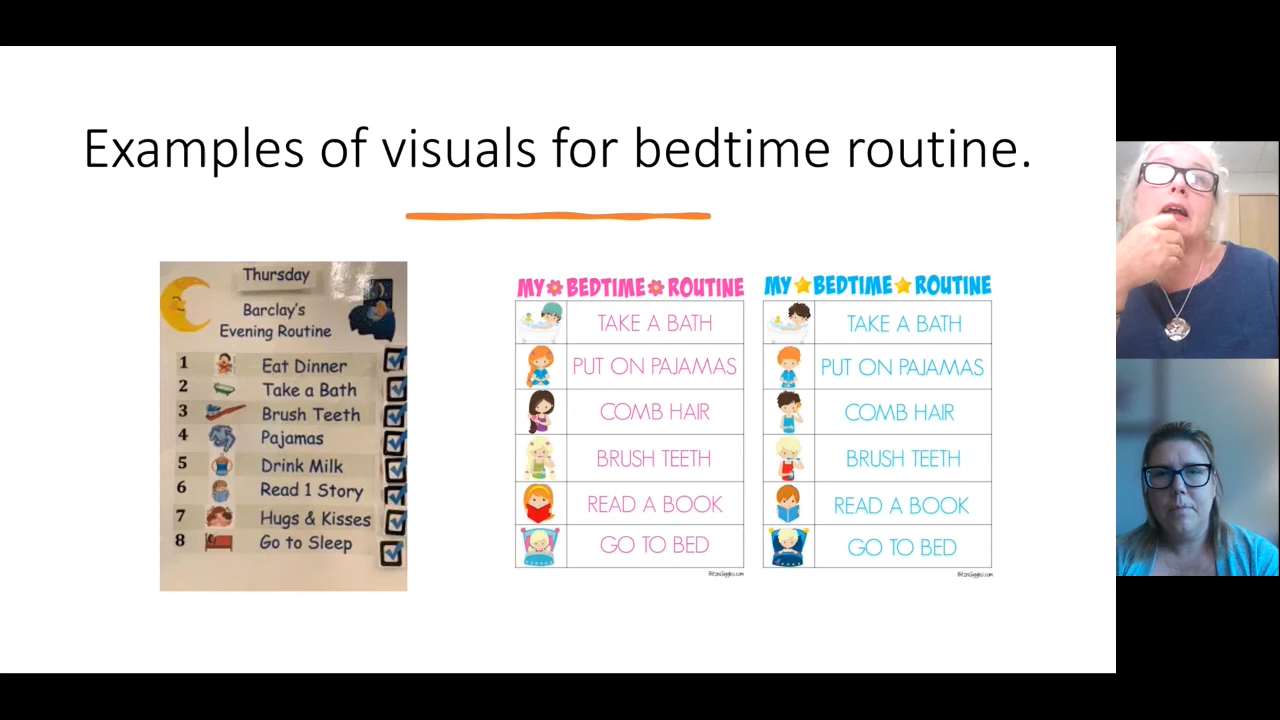 Examples of visuals for bedtime routine.
Thursday
Barclay's
Evening Routine
1 Eat Dinner
2 Take a Bath
3 Brush Teeth
4 Pajamas
5 Drink Milk
6 Read 1 Story
7 Hugs & Kisses
8 Go to Sleep
MY BEDTIME ROUTINE
TAKE A BATH
PUT ON PAJAMAS
COMB HAIR
BRUSH TEETH
READ A BOOK
GO TO BED
MY BEDTIME ROUTINE
TAKE A BATH
PUT ON PAJAMAS
COMB HAIR
BRUSH TEETH
READ A BOOK
GO TO BED